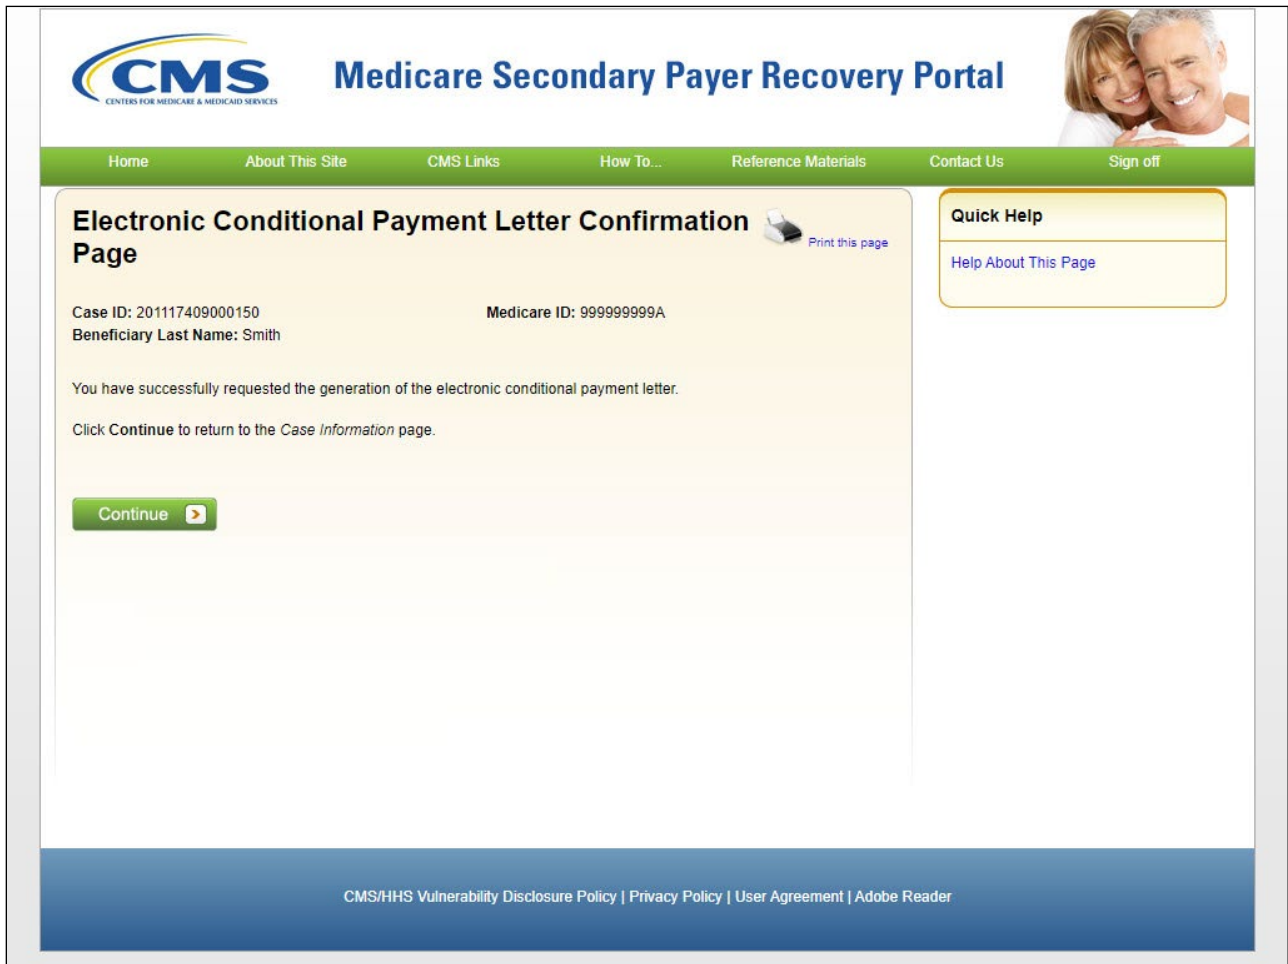 CMS
CENTERS FOR MEDICARE & MEDICAID SERVICES
Medicare Secondary Payer Recovery Portal
Home About This Site CMS Links How To... Reference Materials Contact Us Sign off
Electronic Conditional Payment Letter Confirmation
Page
Print this page
Quick Help
Help About This Page
Case ID: 201117409000150 Medicare ID: 999999999A
Beneficiary Last Name: Smith
You have successfully requested the generation of the electronic conditional payment letter.
Click Continue to return to the Case Information page.
Continue
CMS/HHS Vulnerability Disclosure Policy | Privacy Policy | User Agreement | Adobe Reader